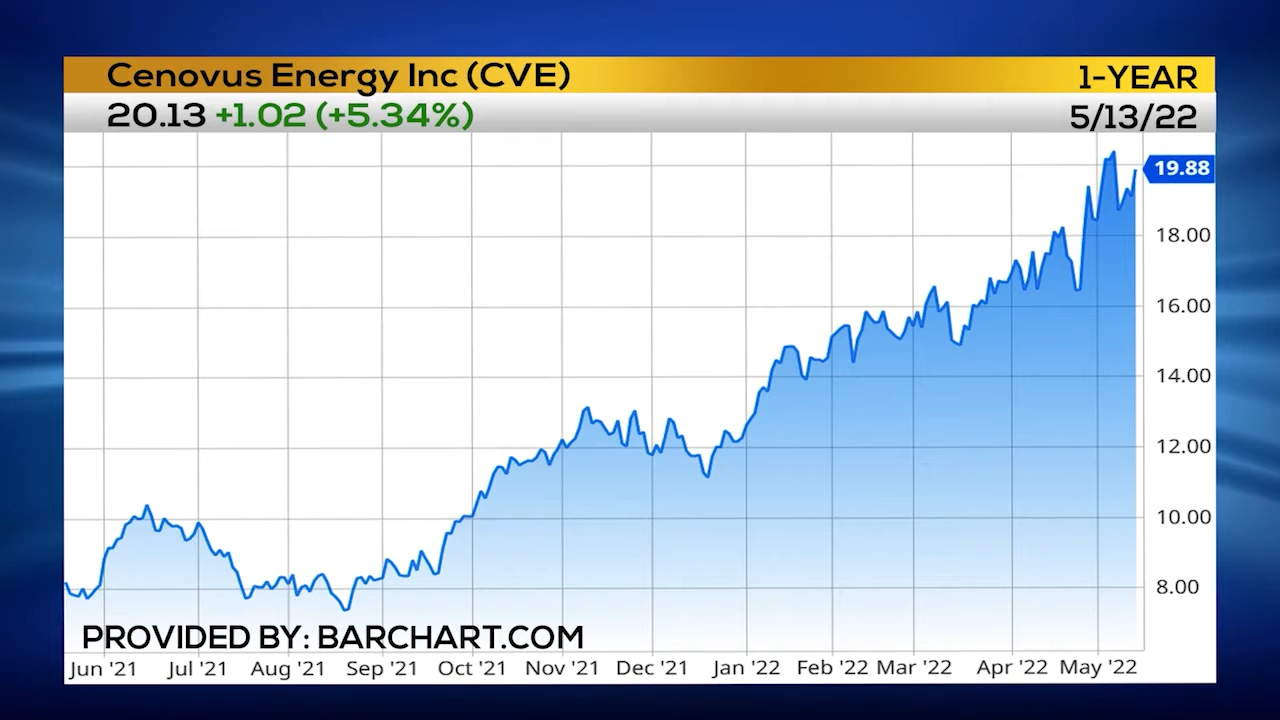 Cenovus Energy Inc (CVE)
1-YEAR
20.13 +1.02 (+5.34%)
5/13/22
19.88
18.00
16.00
14.00
12.00
10.00
8.00
PROVIDED BY: BARCHART.COM
Jun '21 Jul '21 Aug '21 Sep '21 Oct '21 Nov '21 Dec '21 Jan '22 Feb '22 Mar '22 Apr '22 May '22